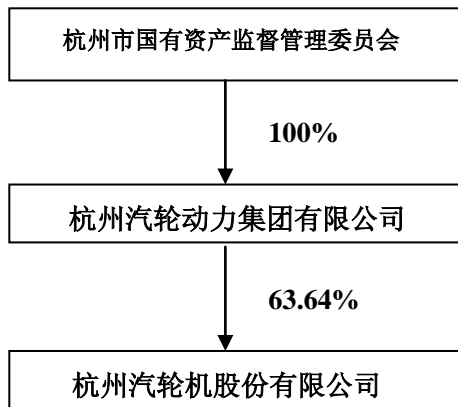 杭州市国有资产监督管理委员会
100%
杭州汽轮动力集团有限公司
63.64%
杭州汽轮机股份有限公司